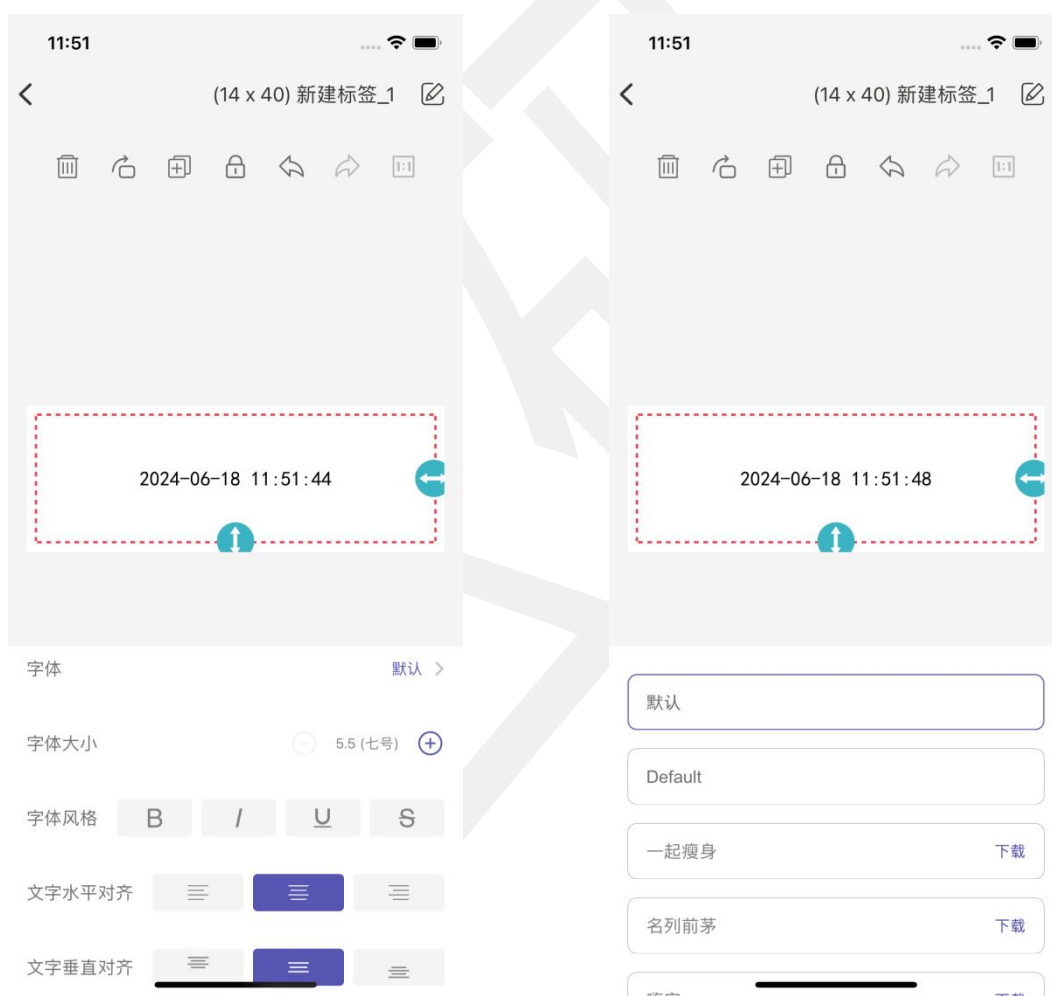 11:51
(14 x 40) 新建标签_1
1:1
2024-06-18 11:51:44
字体
默认
字体大小
5.5 (七号)
字体风格
B
I
U
S
文字水平对齐
文字垂直对齐
11:51
(14 x 40) 新建标签_1
1:1
2024-06-18 11:51:48
默认
Default
一起瘦身
下载
名列前茅
下载